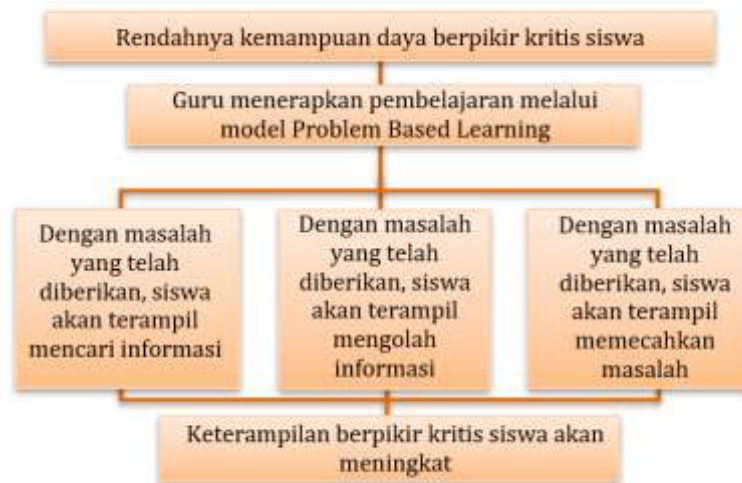 Rendahnya kemampuan daya berpikir kritis siswa
Guru menerapkan pembelajaran melalui
model Problem Based Learning
Dengan masalah
yang telah
diberikan, siswa
akan terampil
mencari informasi
Dengan masalah
yang telah
diberikan, siswa
akan terampil
mengolah
informasi
Dengan masalah
yang telah
diberikan, siswa
akan terampil
memecahkan
masalah
Keterampilan berpikir kritis siswa akan
meningkat